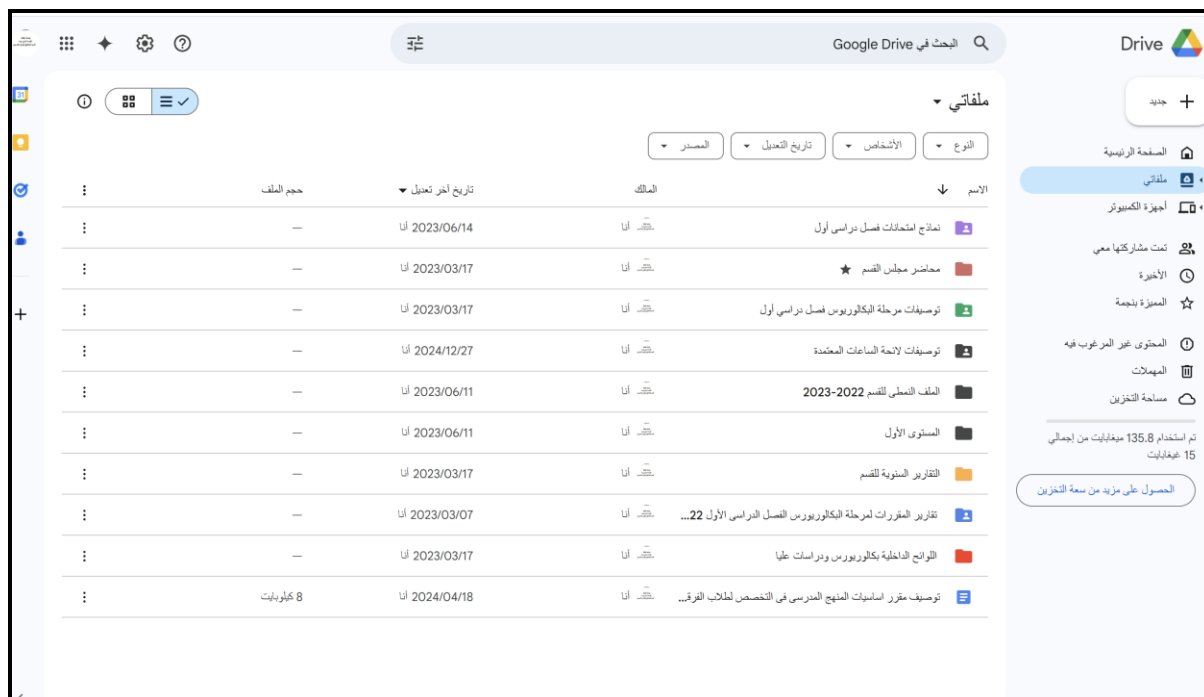 Drive
البحث في Google Drive
جديد
الصفحة الرئيسية
ملفاتي
أجهزة الكمبيوتر
تمت مشاركتها معي
الأخيرة
المميزة بنجمة
المحتوى غير المرغوب فيه
المهملات
مساحة التخزين
تم استخدام 135.8 ميغابايت من إجمالي
15 غيغابايت
الحصول على مزيد من سعة التخزين
ملفاتي
النوع الأشخاص تاريخ التعديل المصدر
الاسم المالك تاريخ آخر تعديل حجم الملف
نماذج امتحانات فصل دراسى أول أنا 2023/06/14 أنا —
محاضر مجلس القسم أنا 2023/03/17 أنا —
توصيفات مرحلة البكالوريوس فصل دراسي أول أنا 2023/03/17 أنا —
توصيفات لائحة الساعات المعتمدة أنا 2024/12/27 أنا —
الملف النمطى للقسم 2022-2023 أنا 2023/06/11 أنا —
المستوى الأول أنا 2023/06/11 أنا —
التقارير السنوية للقسم أنا 2023/03/17 أنا —
تقارير المقررات لمرحلة البكالوريورس الفصل الدراسى الأول 22... أنا 2023/03/07 أنا —
اللوائح الداخلية بكالوريورس ودراسات عليا أنا 2023/03/17 أنا —
توصيف مقرر اساسيات المنهج المدرسى فى التخصص لطلاب الفرق... أنا 2024/04/18 أنا 8 كيلوبايت
31